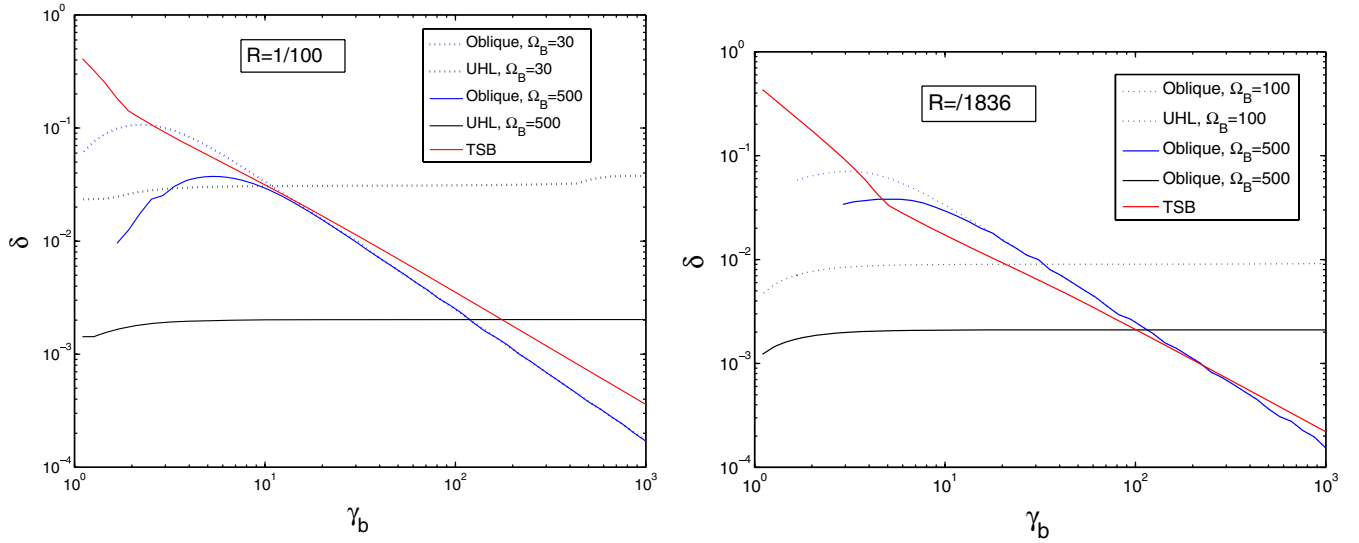 R=1/100
Oblique, Ω_B=30
UHL, Ω_B=30
Oblique, Ω_B=500
UHL, Ω_B=500
TSB
δ
10^0
10^−1
10^−2
10^−3
10^−4
10^0
10^1
10^2
10^3
γ_b
R=/1836
Oblique, Ω_B=100
UHL, Ω_B=100
Oblique, Ω_B=500
Oblique, Ω_B=500
TSB
δ
10^0
10^−1
10^−2
10^−3
10^−4
10^0
10^1
10^2
10^3
γ_b